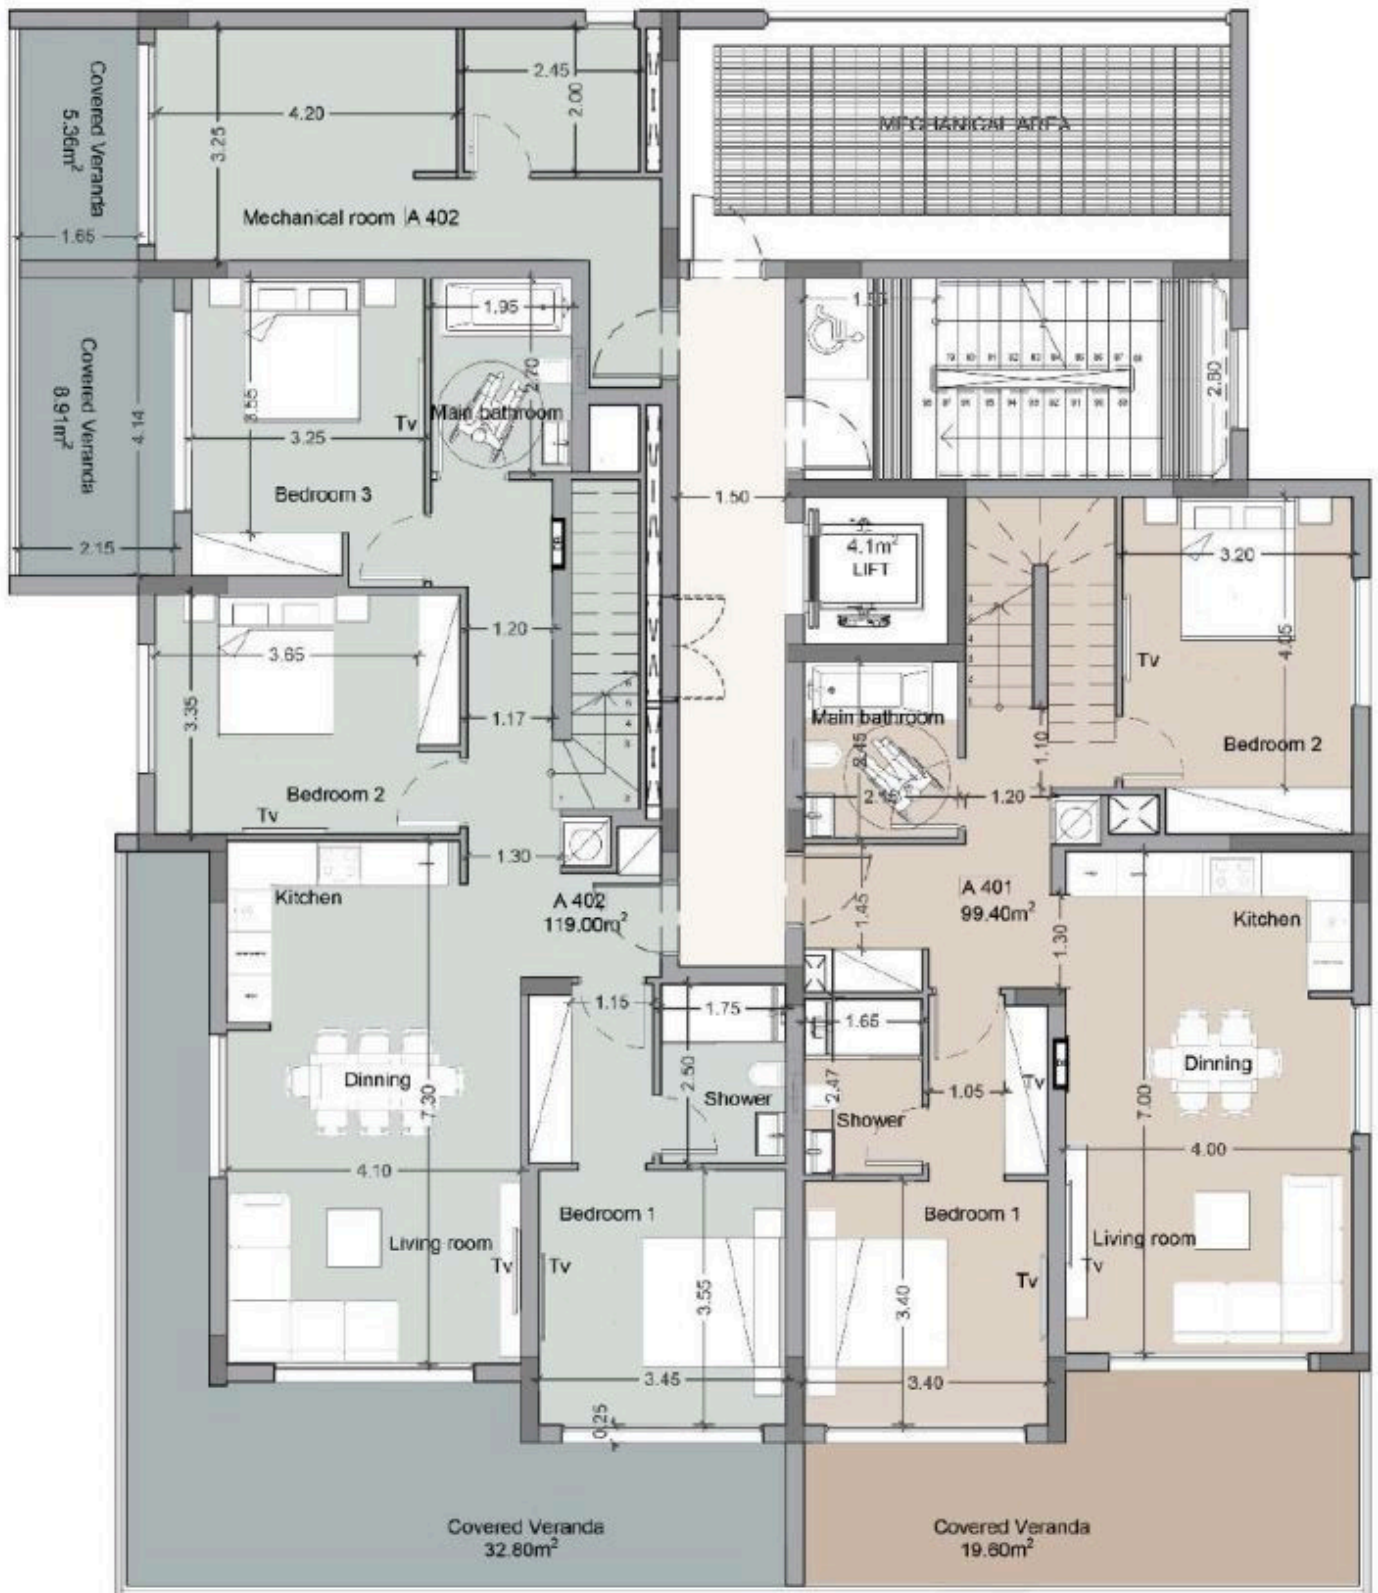 Covered Veranda
5.36m²
1.65
3.25
4.20
2.45
2.00
Mechanical room A 402
MECHANICAL AREA
Covered Veranda
8.91m²
2.15
4.14
3.55
3.25
Tv
Bedroom 3
1.95
2.70
Main bathroom
1.50
2.80
4.1m²
LIFT
3.20
4.05
Tv
Bedroom 2
3.65
3.35
Bedroom 2
Tv
1.20
1.17
1.30
Main bathroom
2.45
1.20
1.10
Kitchen
A 402
119.00m²
A 401
99.40m²
1.45
1.30
Kitchen
1.15
1.75
2.50
Shower
1.65
2.47
Shower
1.05
Tv
Dinning
7.30
4.10
Living room
Tv
Dinning
7.00
4.00
Living room
Tv
Bedroom 1
Tv
3.55
3.45
0.25
Bedroom 1
Tv
3.40
3.40
Covered Veranda
32.80m²
Covered Veranda
19.60m²